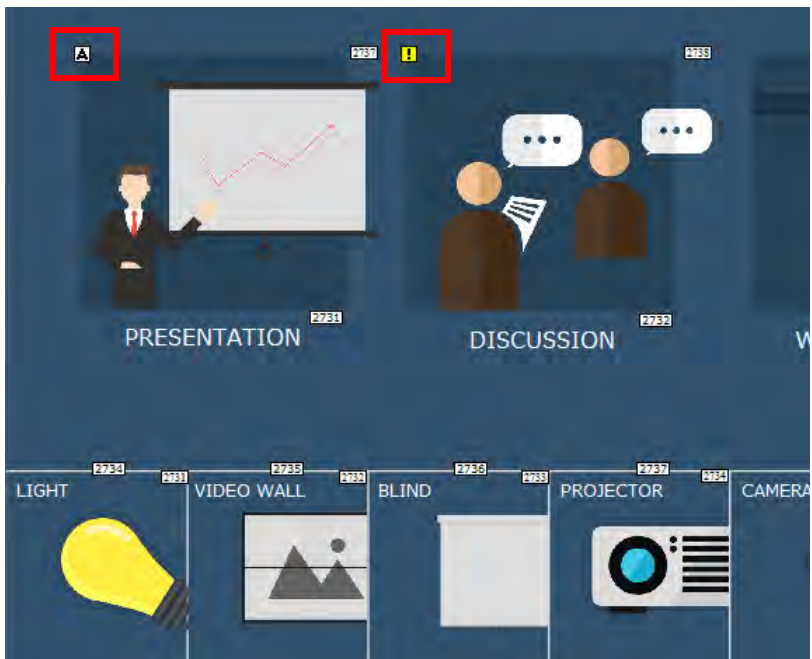 A 2737 ! 2738
2731 2732
PRESENTATION DISCUSSION W
2734 2735 2736 2737
2731 2732 2733 2734
LIGHT VIDEO WALL BLIND PROJECTOR CAMERA